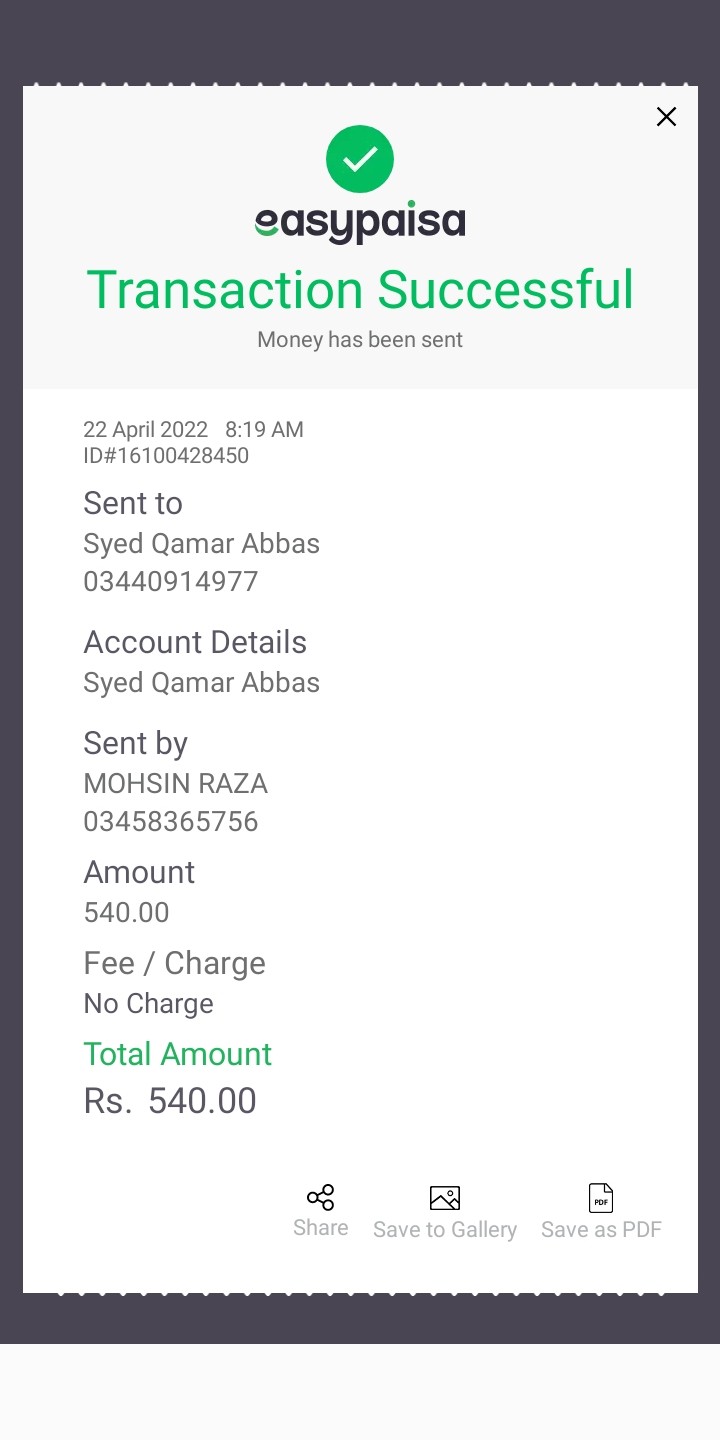 easypaisa
Transaction Successful
Money has been sent
22 April 2022 8:19 AM
ID#16100428450
Sent to
Syed Qamar Abbas
03440914977
Account Details
Syed Qamar Abbas
Sent by
MOHSIN RAZA
03458365756
Amount
540.00
Fee / Charge
No Charge
Total Amount
Rs. 540.00
PDF
Share Save to Gallery Save as PDF